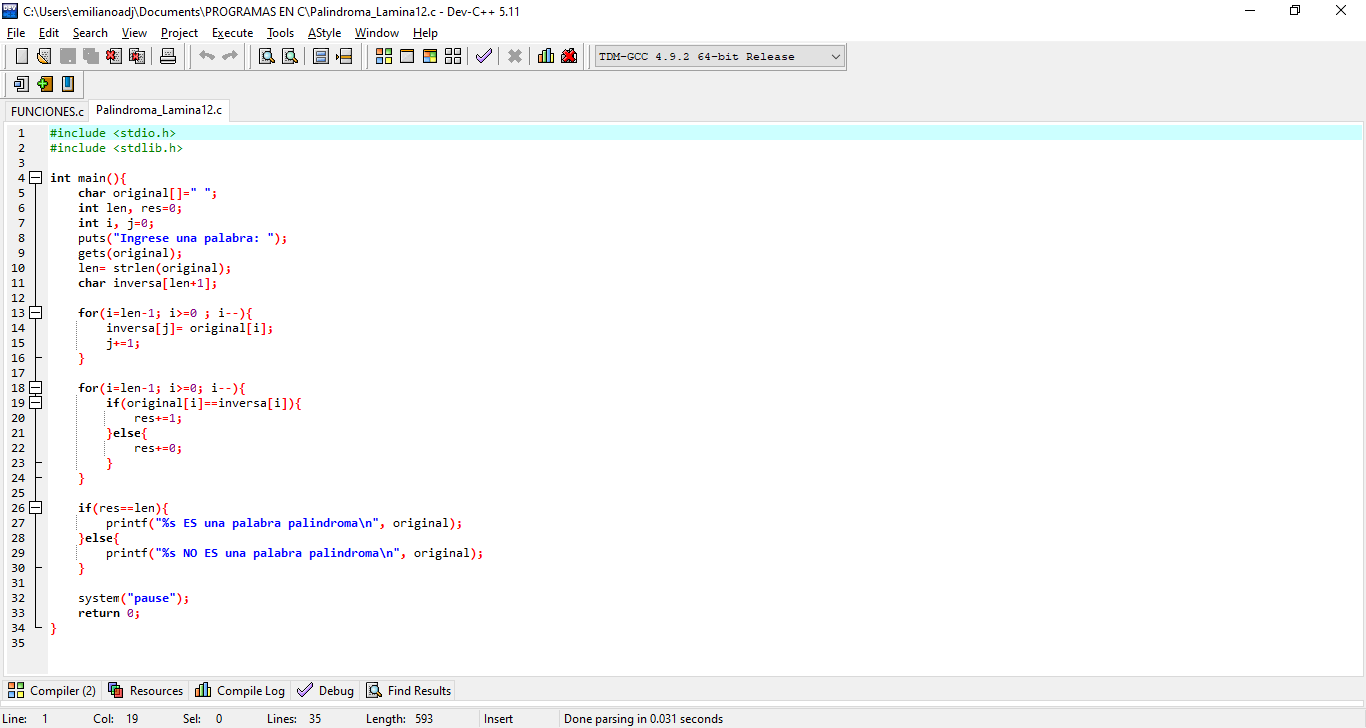 C:\Users\emilianoadj\Documents\PROGRAMAS EN C\Palindroma_Lamina12.c - Dev-C++ 5.11
File Edit Search View Project Execute Tools AStyle Window Help
TDM-GCC 4.9.2 64-bit Release
FUNCIONES.c Palindroma_Lamina12.c
1 #include <stdio.h>
2 #include <stdlib.h>
3
4 int main(){
5 char original[]=" ";
6 int len, res=0;
7 int i, j=0;
8 puts("Ingrese una palabra: ");
9 gets(original);
10 len= strlen(original);
11 char inversa[len+1];
12
13 for(i=len-1; i>=0 ; i--){
14 inversa[j]= original[i];
15 j+=1;
16 }
17
18 for(i=len-1; i>=0; i--){
19 if(original[i]==inversa[i]){
20 res+=1;
21 }else{
22 res+=0;
23 }
24 }
25
26 if(res==len){
27 printf("%s ES una palabra palindroma\n", original);
28 }else{
29 printf("%s NO ES una palabra palindroma\n", original);
30 }
31
32 system("pause");
33 return 0;
34 }
35
Compiler (2) Resources Compile Log Debug Find Results
Line: 1 Col: 19 Sel: 0 Lines: 35 Length: 593 Insert Done parsing in 0.031 seconds